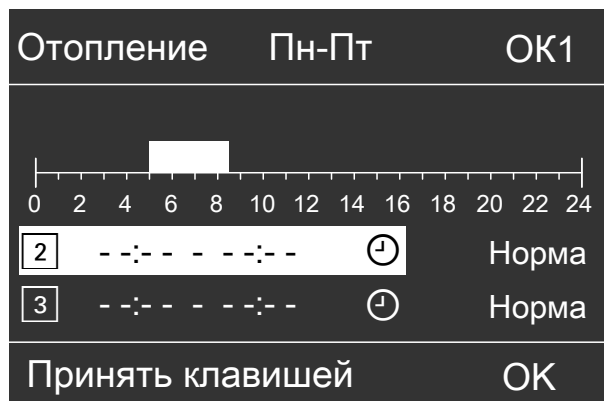 Отопление Пн-Пт ОК1
0 2 4 6 8 10 12 14 16 18 20 22 24
2 - -:- - - - -:- - Норма
3 - -:- - - - -:- - Норма
Принять клавишей OK